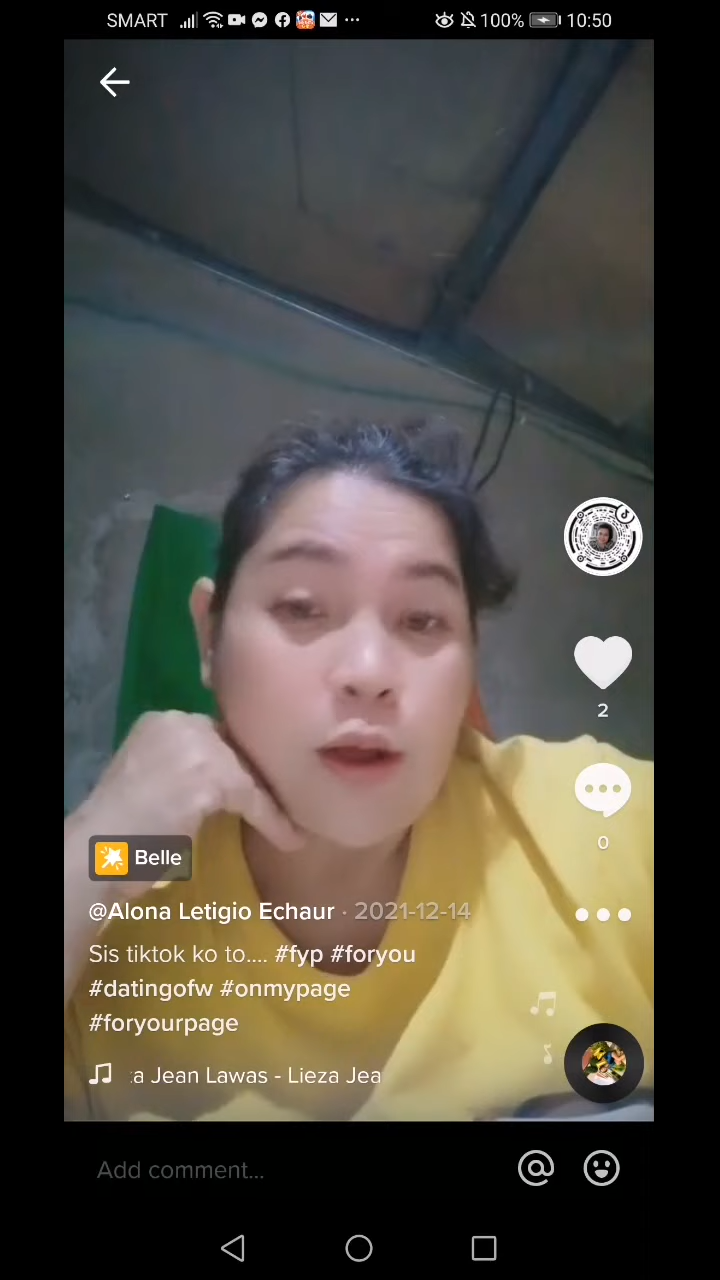 SMART 100% 10:50
Belle
@Alona Letigio Echaur · 2021-12-14
Sis tiktok ko to.... #fyp #foryou
#datingofw #onmypage
#foryourpage
a Jean Lawas - Lieza Jea
2
0
Add comment...